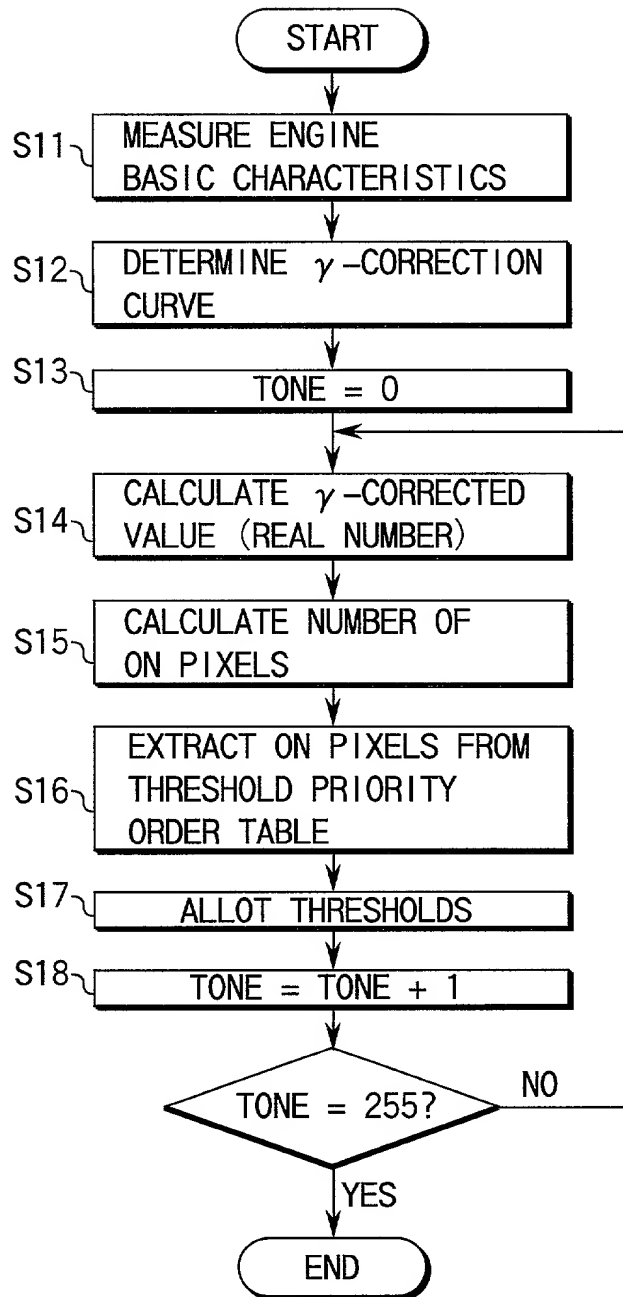 START
S11
MEASURE ENGINE
BASIC CHARACTERISTICS
S12
DETERMINE γ-CORRECTION
CURVE
S13
TONE = 0
S14
CALCULATE γ-CORRECTED
VALUE (REAL NUMBER)
S15
CALCULATE NUMBER OF
ON PIXELS
S16
EXTRACT ON PIXELS FROM
THRESHOLD PRIORITY
ORDER TABLE
S17
ALLOT THRESHOLDS
S18
TONE = TONE + 1
TONE = 255?
NO
YES
END